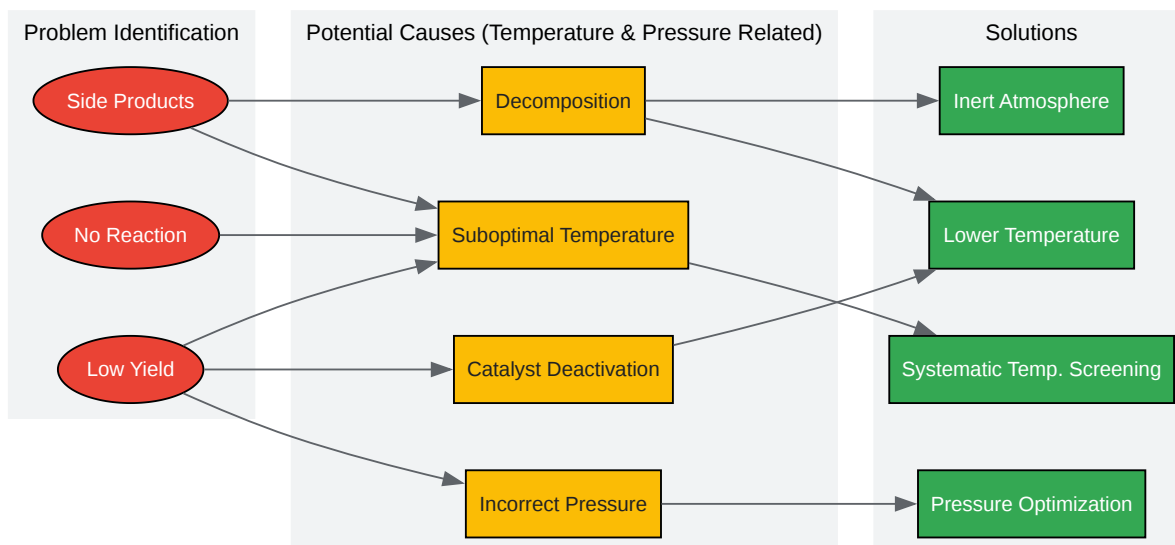 Problem Identification
Potential Causes (Temperature & Pressure Related)
Solutions
Side Products
Decomposition
Inert Atmosphere
No Reaction
Suboptimal Temperature
Lower Temperature
Low Yield
Catalyst Deactivation
Systematic Temp. Screening
Incorrect Pressure
Pressure Optimization